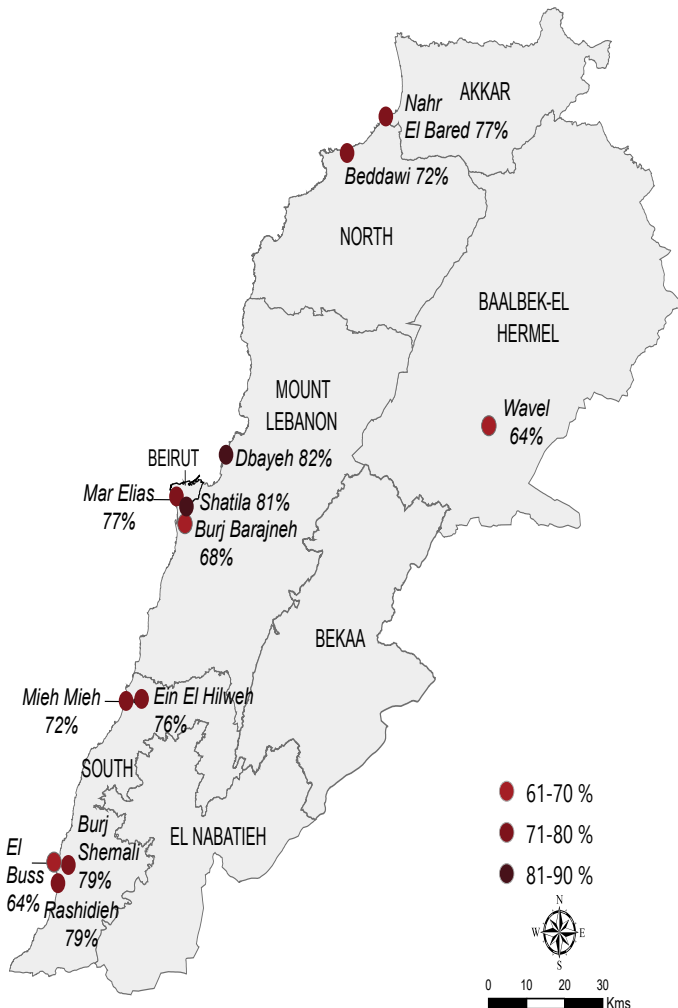 AKKAR
Nahr
El Bared 77%
Beddawi 72%
NORTH
BAALBEK-EL
HERMEL
MOUNT
LEBANON
Wavel
64%
Dbayeh 82%
BEIRUT
Mar Elias
77%
Shatila 81%
Burj Barajneh
68%
BEKAA
Mieh Mieh
72%
Ein El Hilweh
76%
SOUTH
EL NABATIEH
Burj
Shemali
79%
El
Buss
64%
Rashidieh
79%
61-70 %
71-80 %
81-90 %
N
W E
S
0 10 20 30
Kms